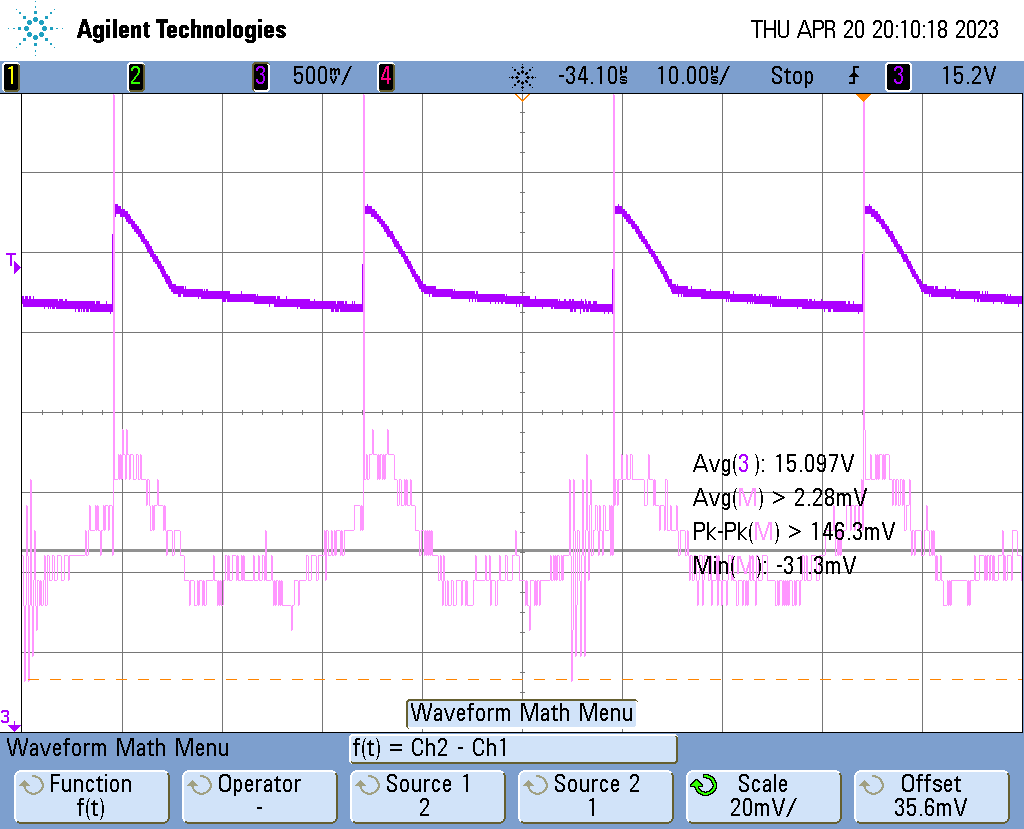 Agilent Technologies
THU APR 20 20:10:18 2023
1 2 3 500mV/ 4 -34.10µs 10.00µs/ Stop 3 15.2V
T
Avg(3): 15.097V
Avg(M) > 2.28mV
Pk-Pk(M) > 146.3mV
Min(M): -31.3mV
3
Waveform Math Menu
Waveform Math Menu
f(t) = Ch2 - Ch1
Function
f(t)
Operator
-
Source 1
2
Source 2
1
Scale
20mV/
Offset
35.6mV